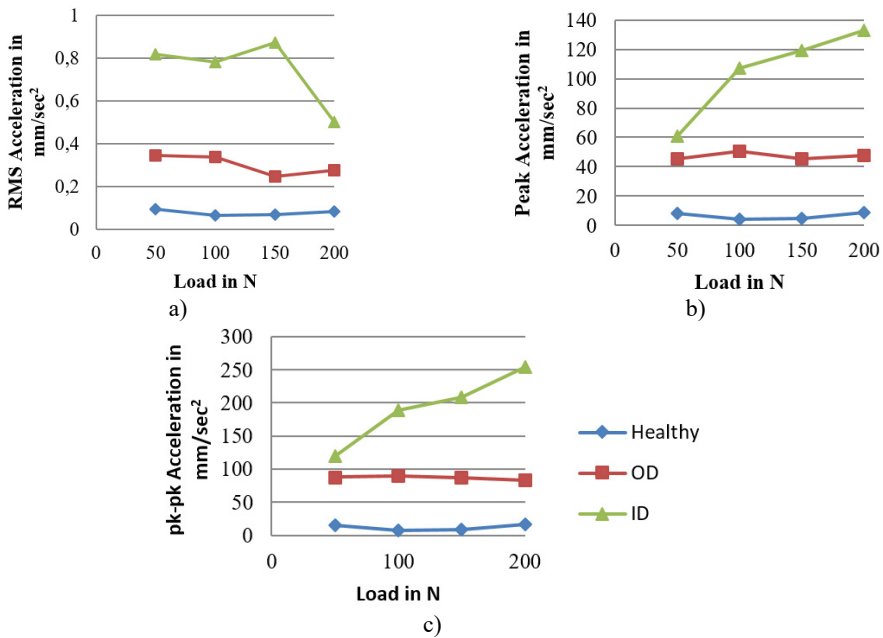 RMS Acceleration in
mm/sec²
1
0.8
0.6
0.4
0.2
0
0 50 100 150 200
Load in N
a)
Peak Acceleration in
mm/sec²
140
120
100
80
60
40
20
0
0 50 100 150 200
Load in N
b)
pk-pk Acceleration in
mm/sec²
300
250
200
150
100
50
0
0 100 200
Load in N
c)
Healthy
OD
ID